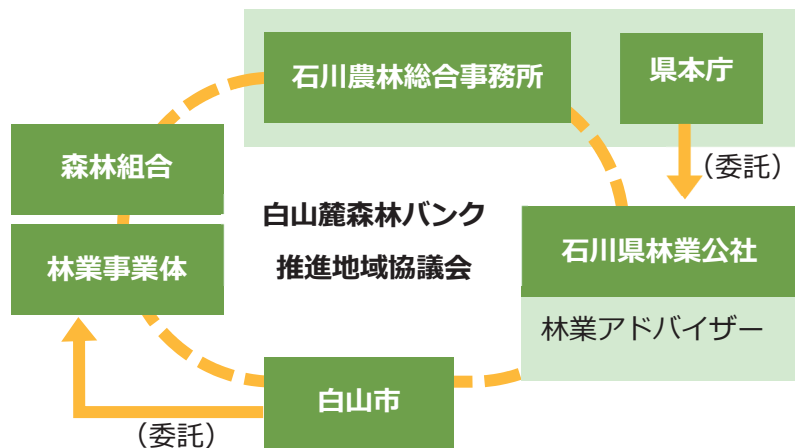 石川農林総合事務所
県本庁
森林組合
（委託）
白山麓森林バンク
推進地域協議会
林業事業体
石川県林業公社
林業アドバイザー
白山市
（委託）